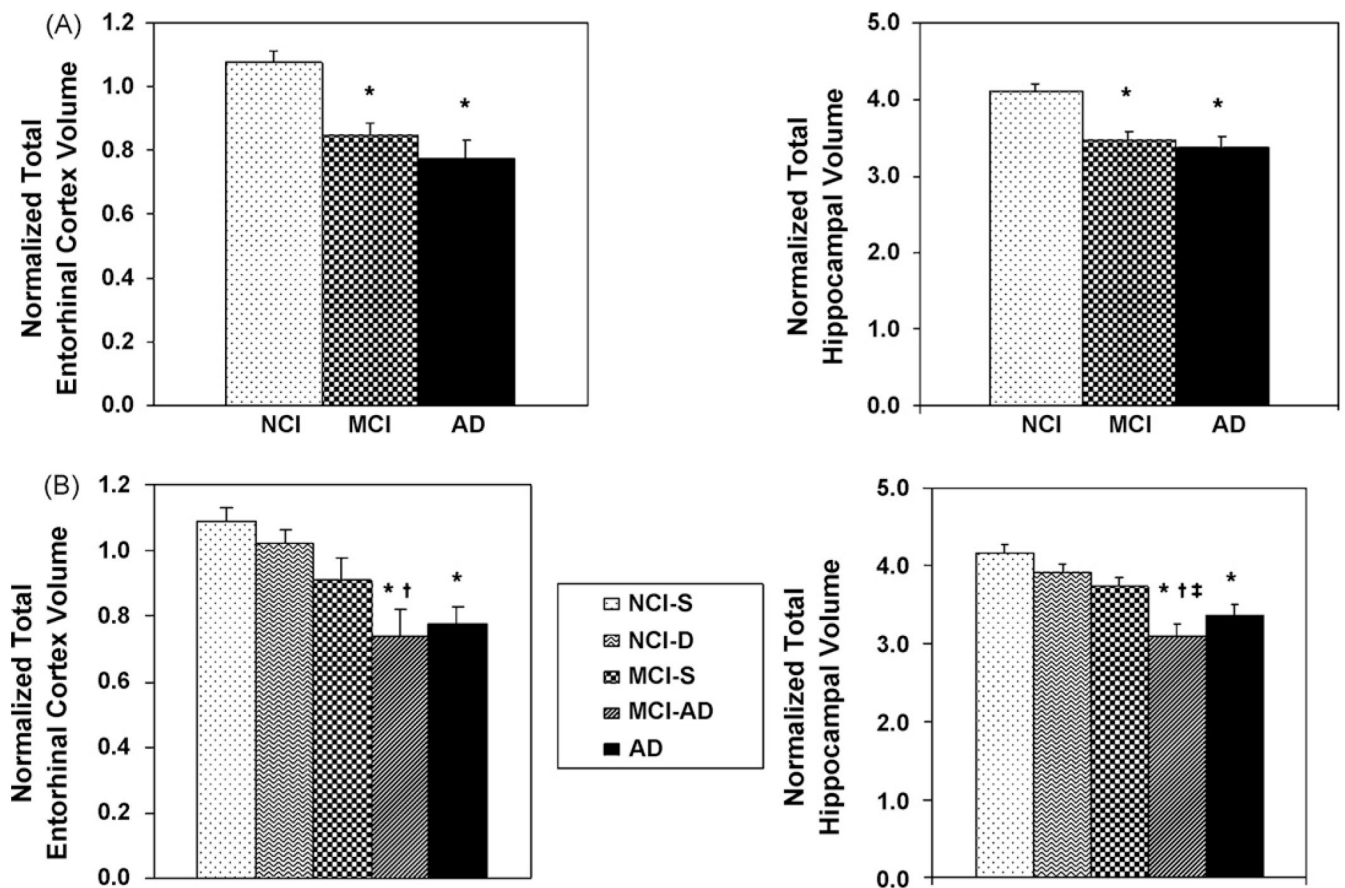 (A)
Normalized Total
Entorhinal Cortex Volume
1.2
1.0
0.8
0.6
0.4
0.2
0.0
*
*
NCI MCI AD
Normalized Total
Hippocampal Volume
5.0
4.0
3.0
2.0
1.0
0.0
*
*
NCI MCI AD
(B)
Normalized Total
Entorhinal Cortex Volume
1.2
1.0
0.8
0.6
0.4
0.2
0.0
* †
*
NCI-S
NCI-D
MCI-S
MCI-AD
AD
Normalized Total
Hippocampal Volume
5.0
4.0
3.0
2.0
1.0
0.0
* †‡
*